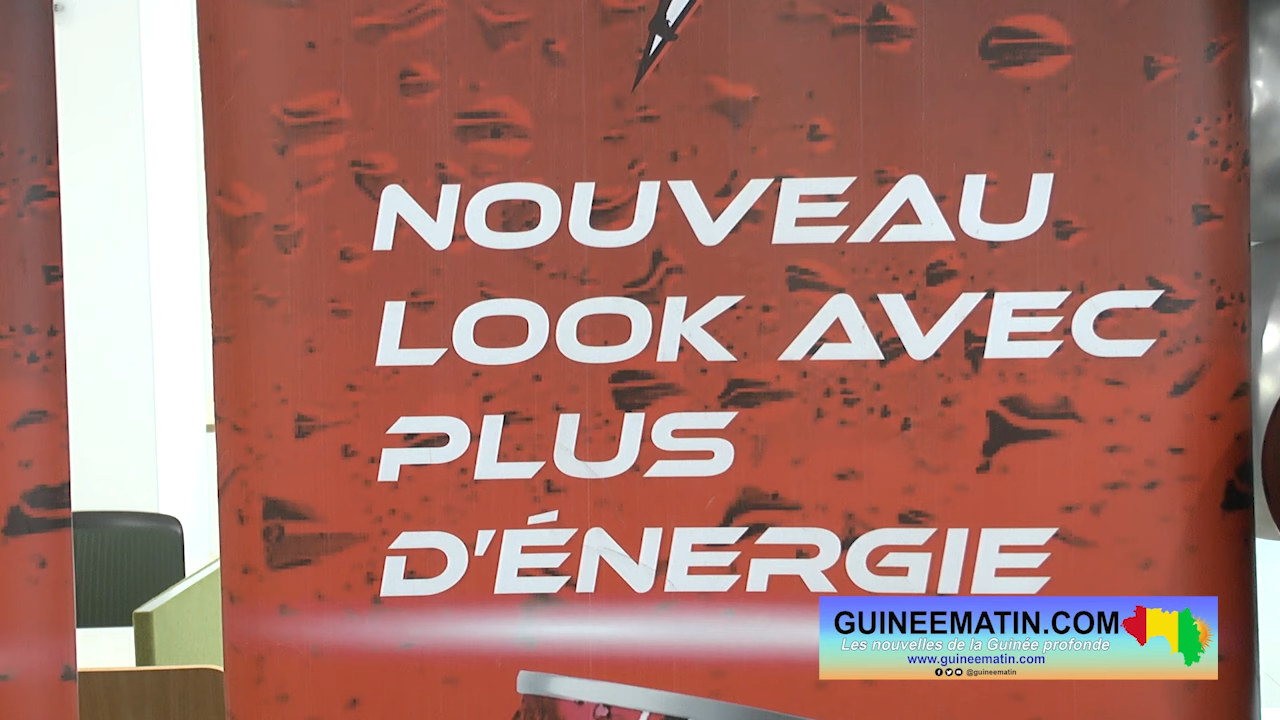 NOUVEAU
LOOK AVEC
PLUS
D'ÉNERGIE
GUINEEMATIN.COM
Les nouvelles de la Guinée profonde
www.guineematin.com
@guineematin